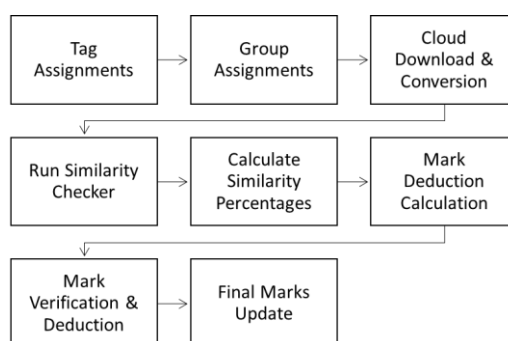 Tag
Assignments
Group
Assignments
Cloud
Download &
Conversion
Run Similarity
Checker
Calculate
Similarity
Percentages
Mark
Deduction
Calculation
Mark
Verification &
Deduction
Final Marks
Update